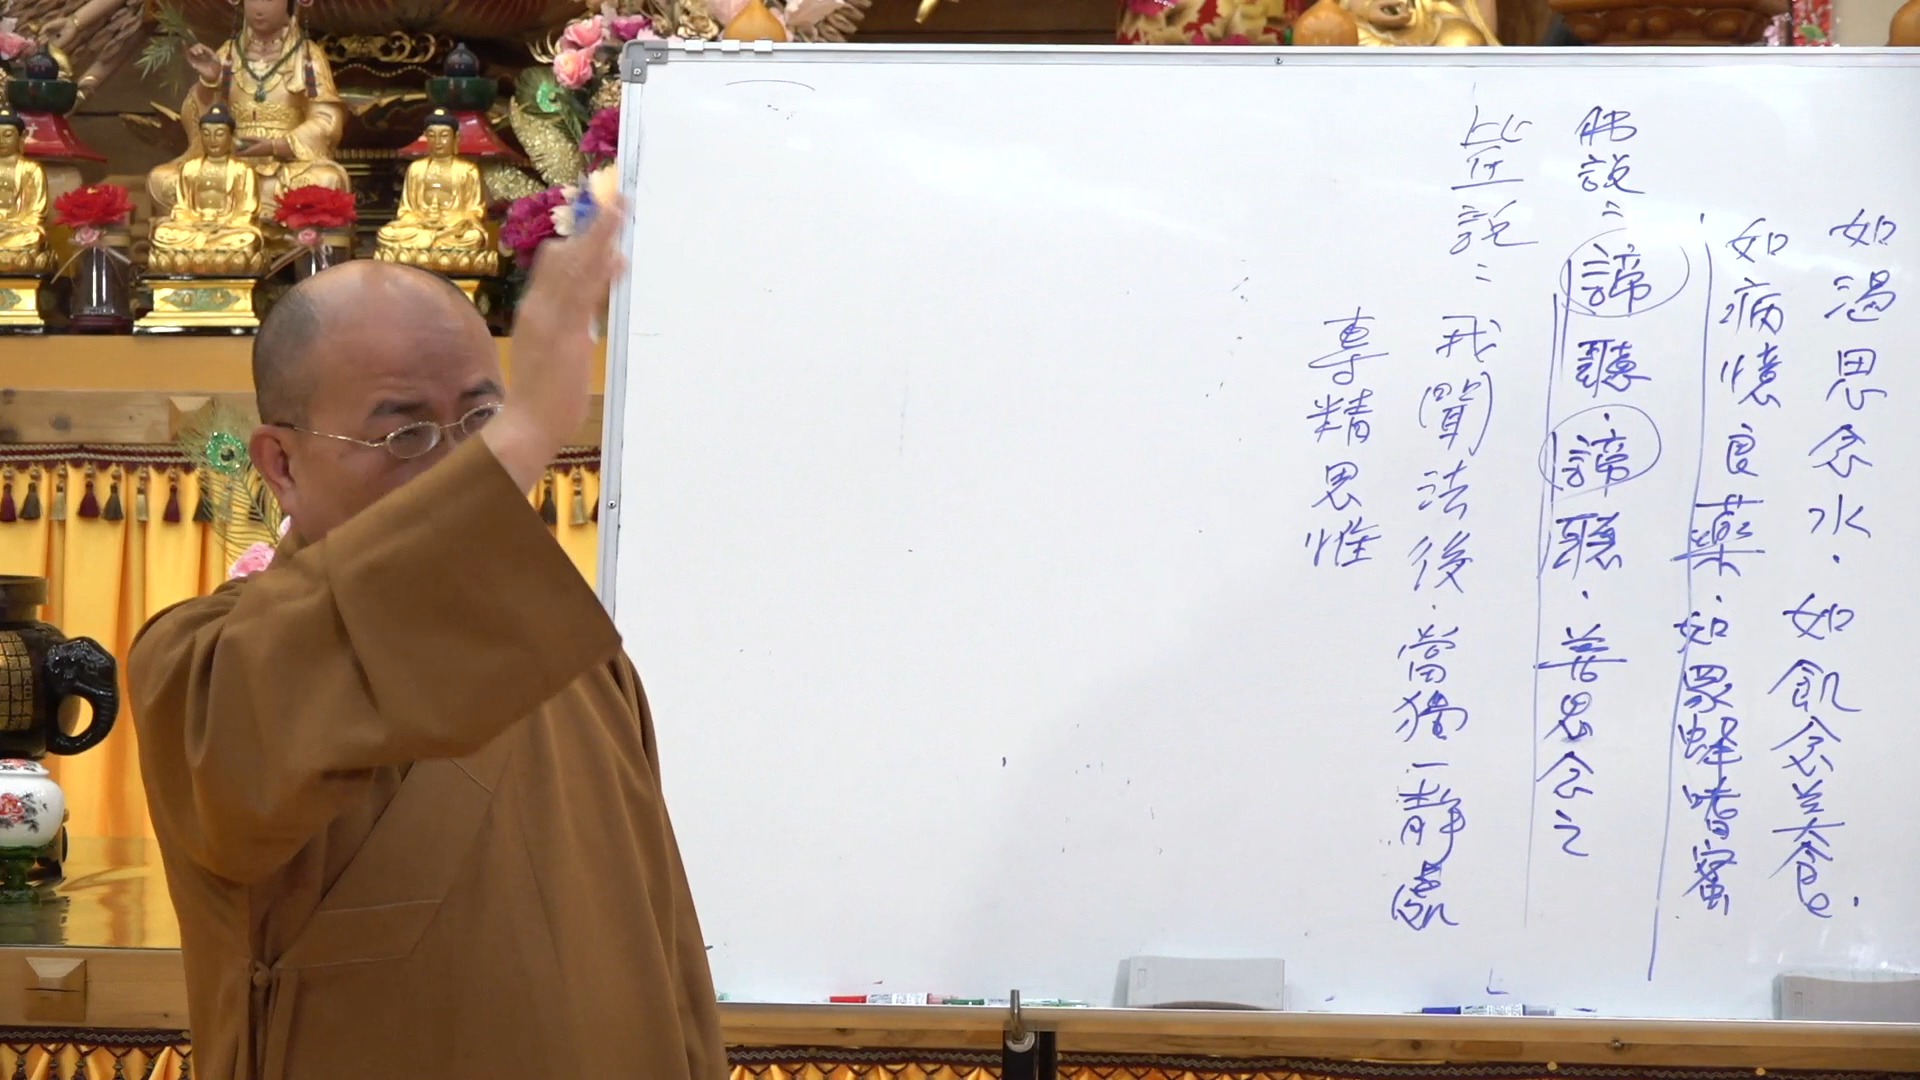 如渴思念水．如飢念美食．
如病憶良藥．如眾蜂嗜蜜
佛說：諦聽．諦聽．善思念之
比丘說：我(聞)法後．當獨一靜處
專精思惟